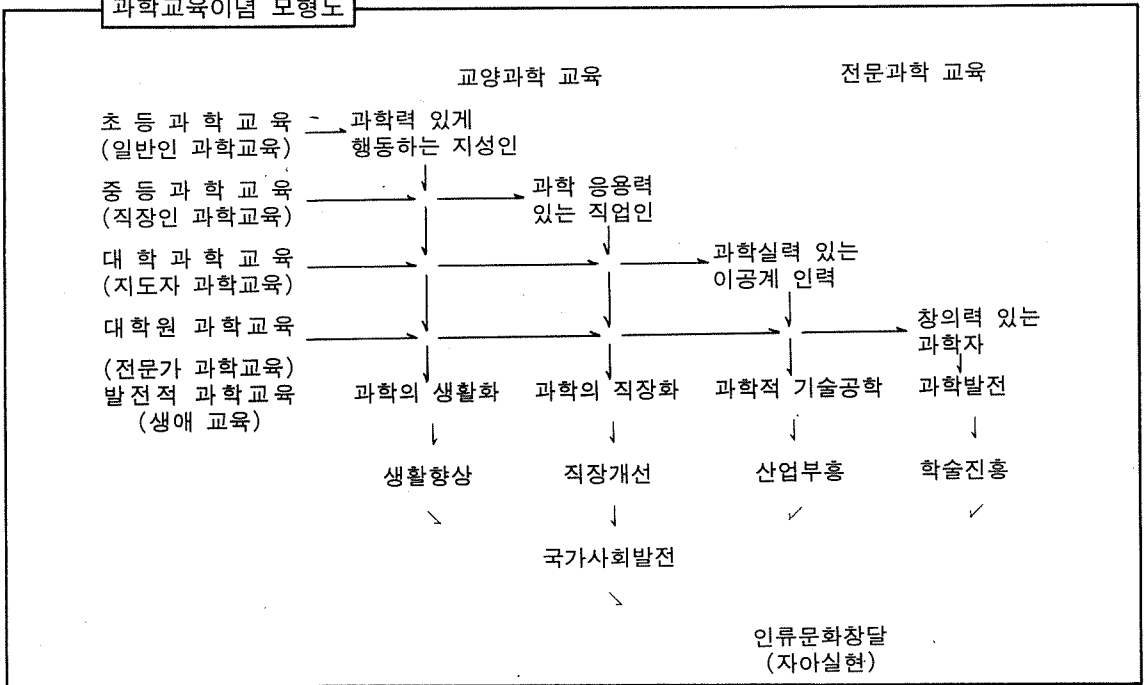 과학교육이념 모형도
교양과학 교육 전문과학 교육
초 등 과 학 교 육 과학력 있게
(일반인 과학교육) 행동하는 지성인
중 등 과 학 교 육 과학 응용력
(직장인 과학교육) 있는 직업인
대 학 과 학 교 육 과학실력 있는
(지도자 과학교육) 이공계 인력
대학원 과학교육 창의력 있는
과학자
(전문가 과학교육)
발전적 과학교육 과학의 생활화 과학의 직장화 과학적 기술공학 과학발전
(생애 교육)
생활향상 직장개선 산업부흥 학술진흥
국가사회발전
인류문화창달
(자아실현)